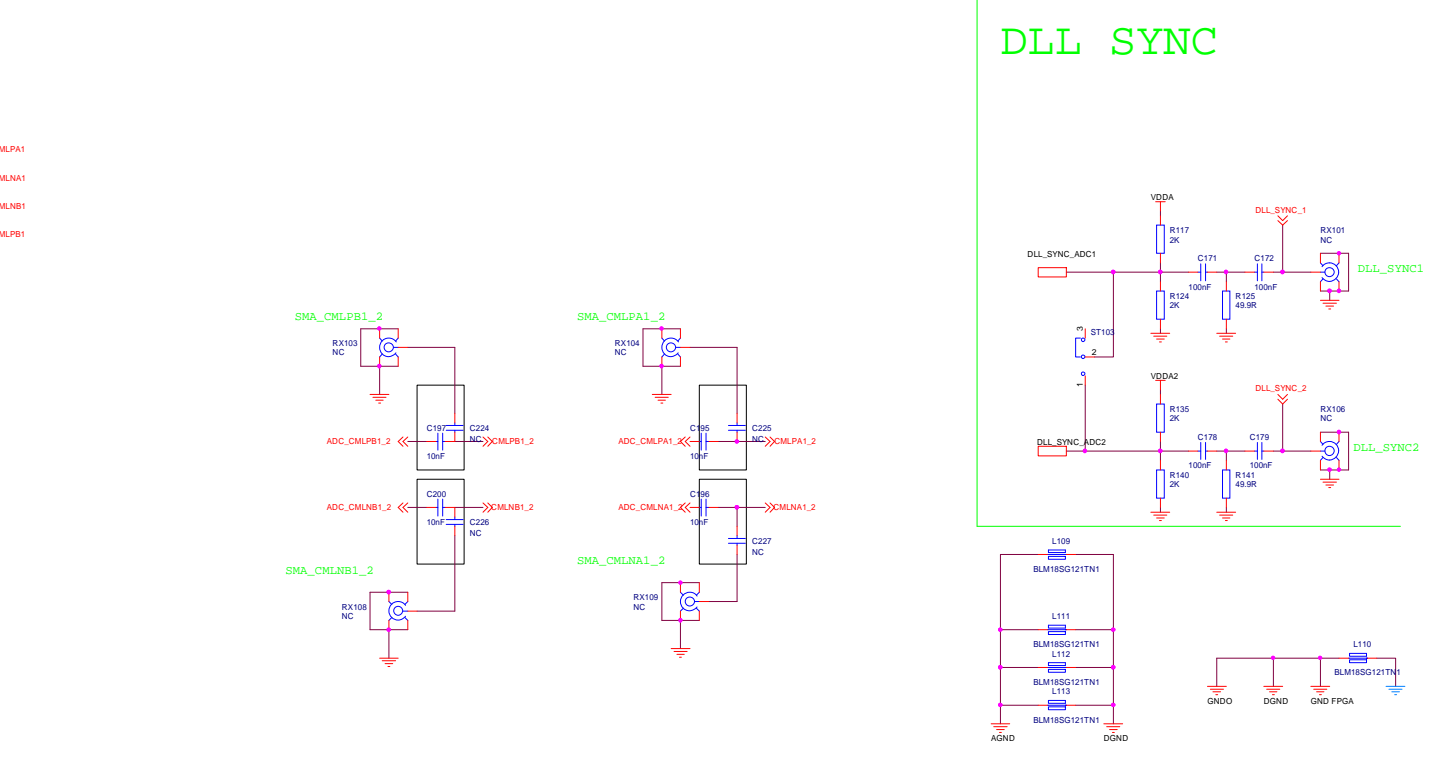 DLL SYNC
MLPA1
MLNA1
MLNB1
MLPB1
VDDA
DLL_SYNC_1
R117
2K
RX101
NC
DLL_SYNC_ADC1
C171
C172
DLL_SYNC1
100nF
100nF
R124
2K
R125
49.9R
SMA_CMLPB1_2
SMA_CMLPA1_2
3
ST103
2
1
RX103
NC
RX104
NC
VDDA2
DLL_SYNC_2
R135
2K
RX106
NC
C197
C224
NC
C195
C225
NC
ADC_CMLPB1_2
CMLPB1_2
ADC_CMLPA1_2
CMLPA1_2
10nF
10nF
DLL_SYNC_ADC2
C178
C179
DLL_SYNC2
100nF
100nF
R140
2K
R141
49.9R
C200
C196
ADC_CMLNB1_2
CMLNB1_2
ADC_CMLNA1_2
CMLNA1_2
10nF
C226
NC
10nF
C227
NC
SMA_CMLNB1_2
SMA_CMLNA1_2
RX108
NC
RX109
NC
L109
BLM18SG121TN1
L111
BLM18SG121TN1
L112
BLM18SG121TN1
L113
BLM18SG121TN1
AGND
DGND
L110
BLM18SG121TN1
GNDO
DGND
GND FPGA